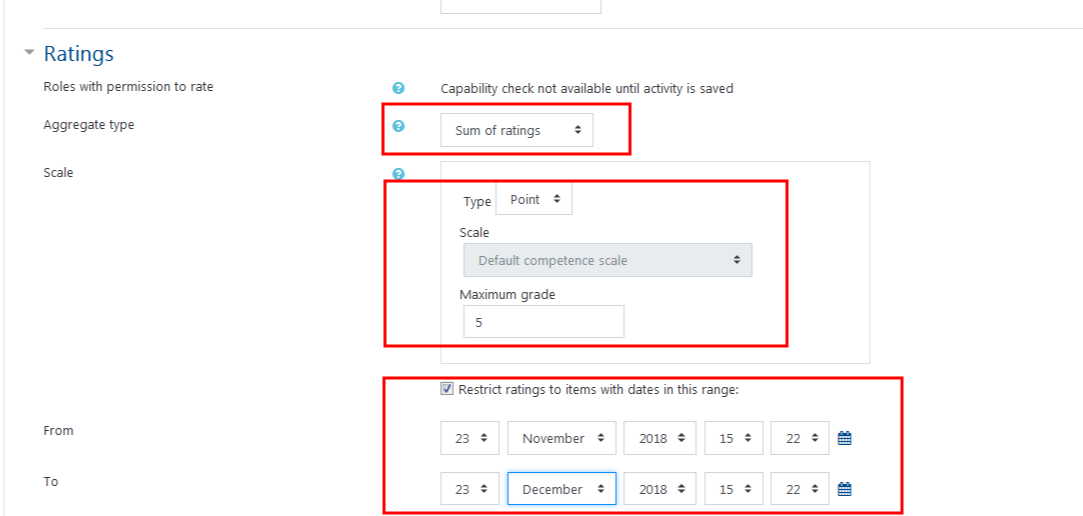 Ratings
Roles with permission to rate ? Capability check not available until activity is saved
Aggregate type ? Sum of ratings
Scale ?
Type Point
Scale
Default competence scale
Maximum grade
5
Restrict ratings to items with dates in this range:
From 23 November 2018 15 22
To 23 December 2018 15 22